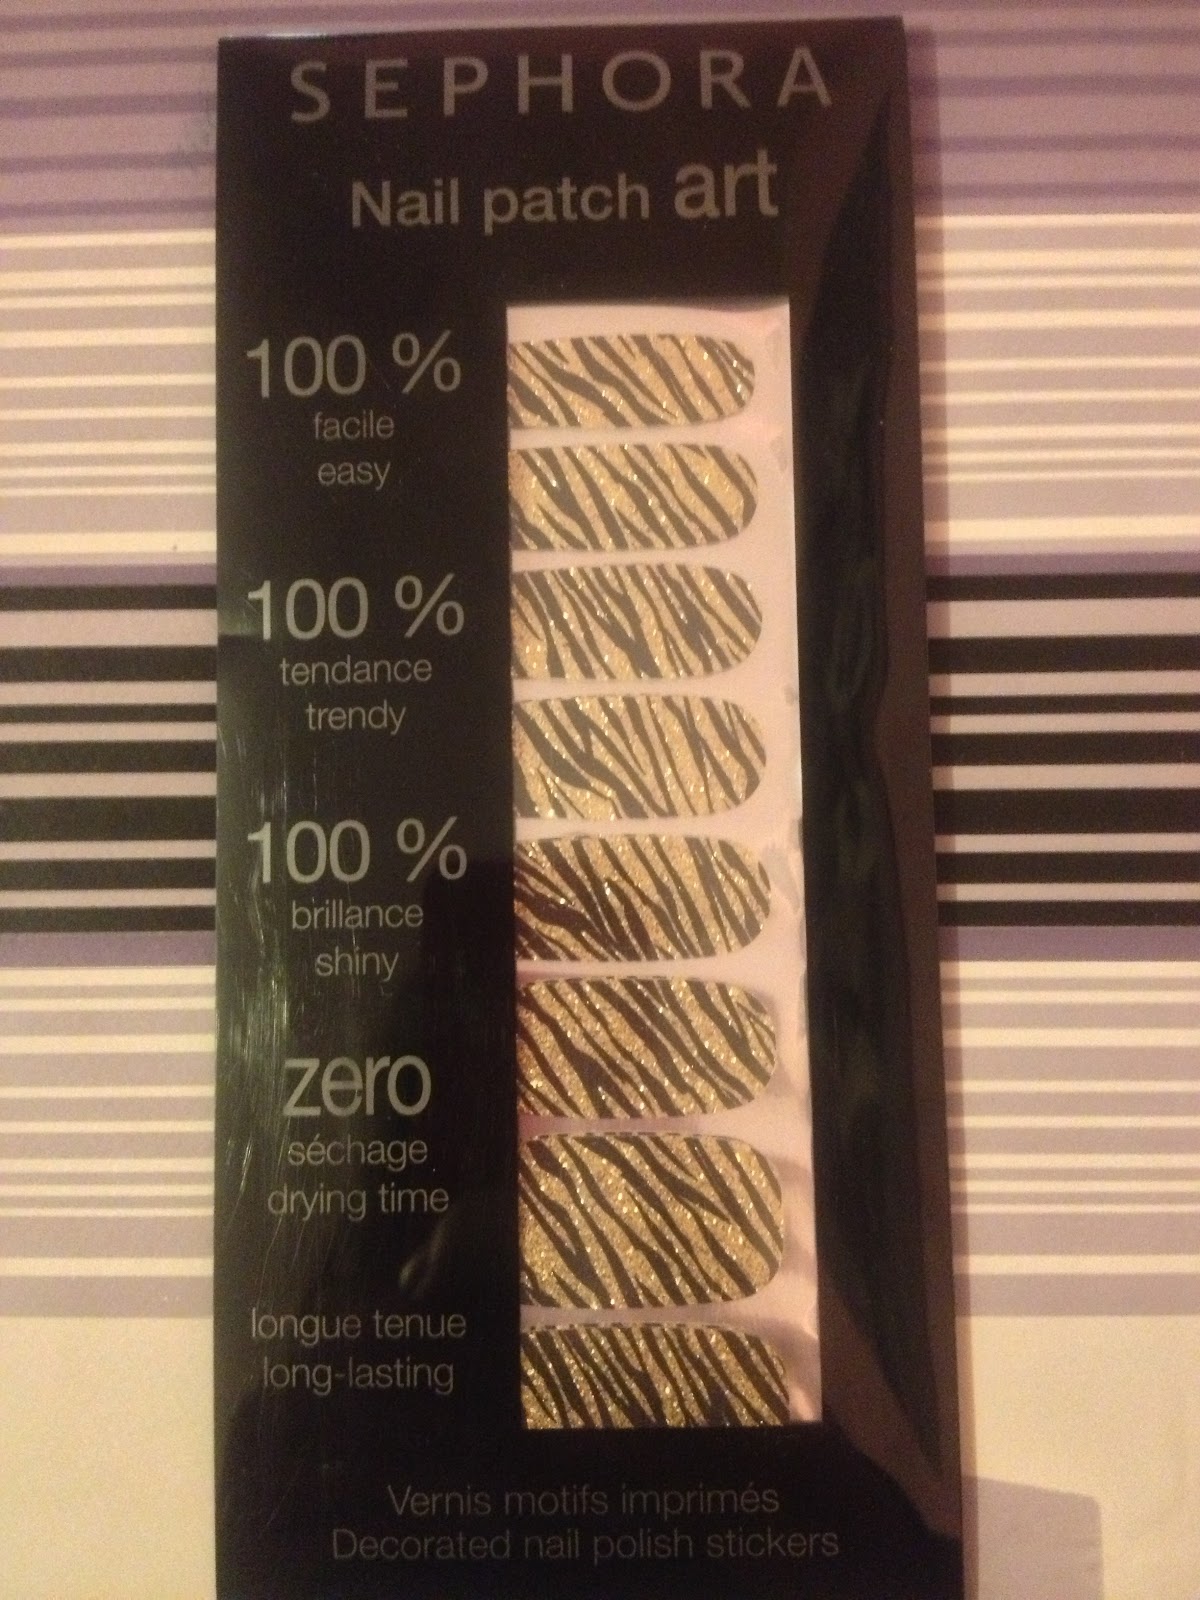 SEPHORA
Nail patch art
100 %
facile
easy
100 %
tendance
trendy
100 %
brillance
shiny
zero
séchage
drying time
longue tenue
long-lasting
Vernis motifs imprimés
Decorated nail polish stickers